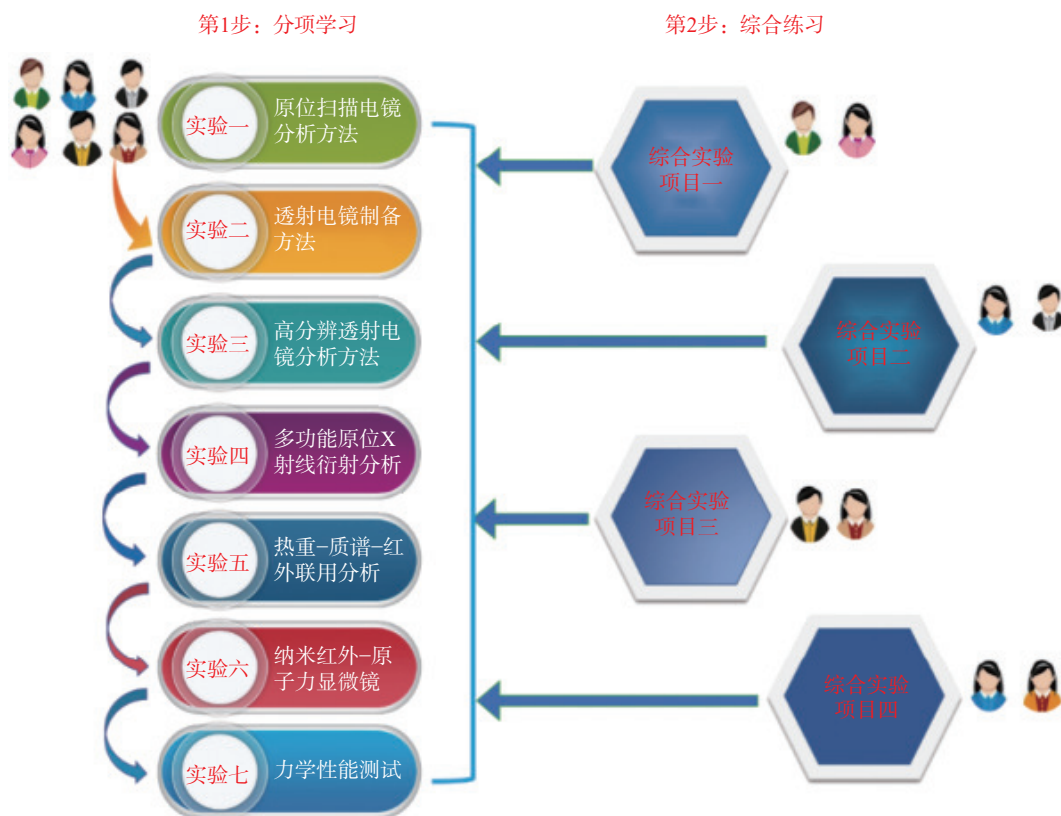 第1步：分项学习
第2步：综合练习
实验一
原位扫描电镜
分析方法
实验二
透射电镜制备
方法
实验三
高分辨透射电
镜分析方法
实验四
多功能原位X
射线衍射分析
实验五
热重–质谱–红
外联用分析
实验六
纳米红外–原
子力显微镜
实验七
力学性能测试
综合实验
项目一
综合实验
项目二
综合实验
项目三
综合实验
项目四